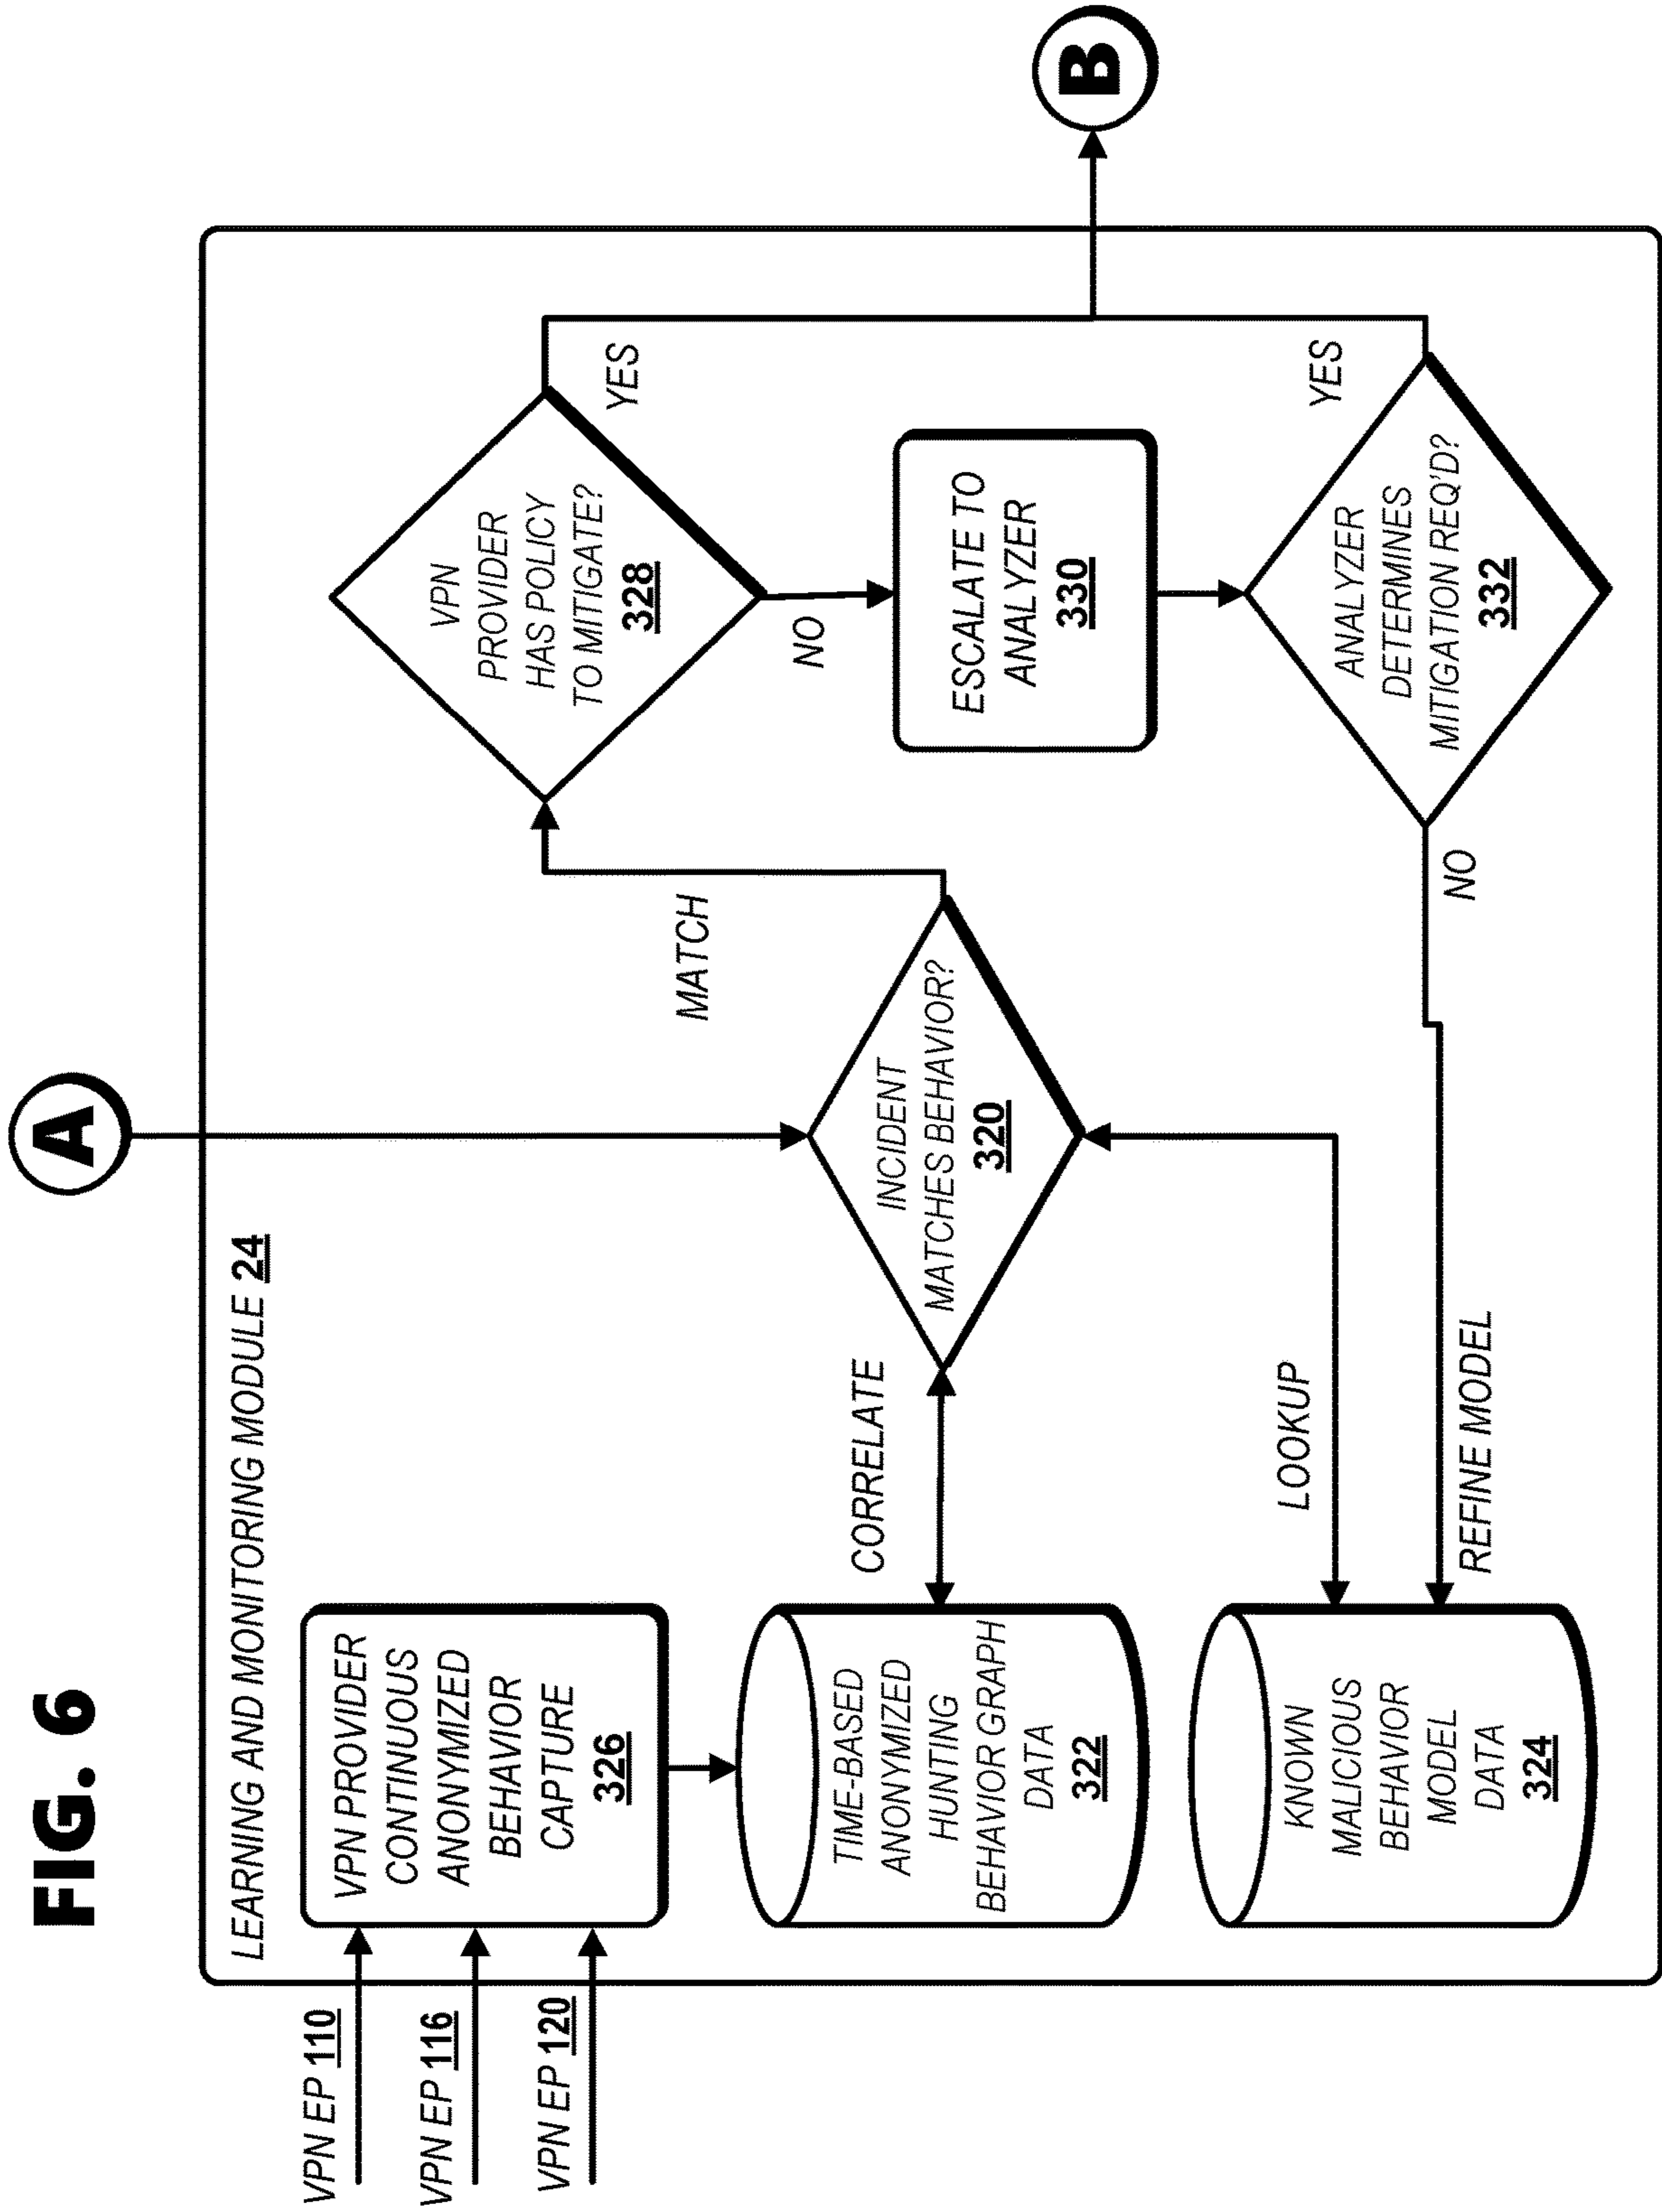 FIG. 6
A
LEARNING AND MONITORING MODULE 24
VPN EP 110
VPN EP 116
VPN EP 120
VPN PROVIDER
CONTINUOUS
ANONYMIZED
BEHAVIOR
CAPTURE
326
TIME-BASED
ANONYMIZED
HUNTING
BEHAVIOR GRAPH
DATA
322
KNOWN
MALICIOUS
BEHAVIOR
MODEL
DATA
324
CORRELATE
LOOKUP
REFINE MODEL
INCIDENT
MATCHES BEHAVIOR?
320
MATCH
VPN
PROVIDER
HAS POLICY
TO MITIGATE?
328
YES
NO
ESCALATE TO
ANALYZER
330
ANALYZER
DETERMINES
MITIGATION REQ'D?
332
YES
NO
B